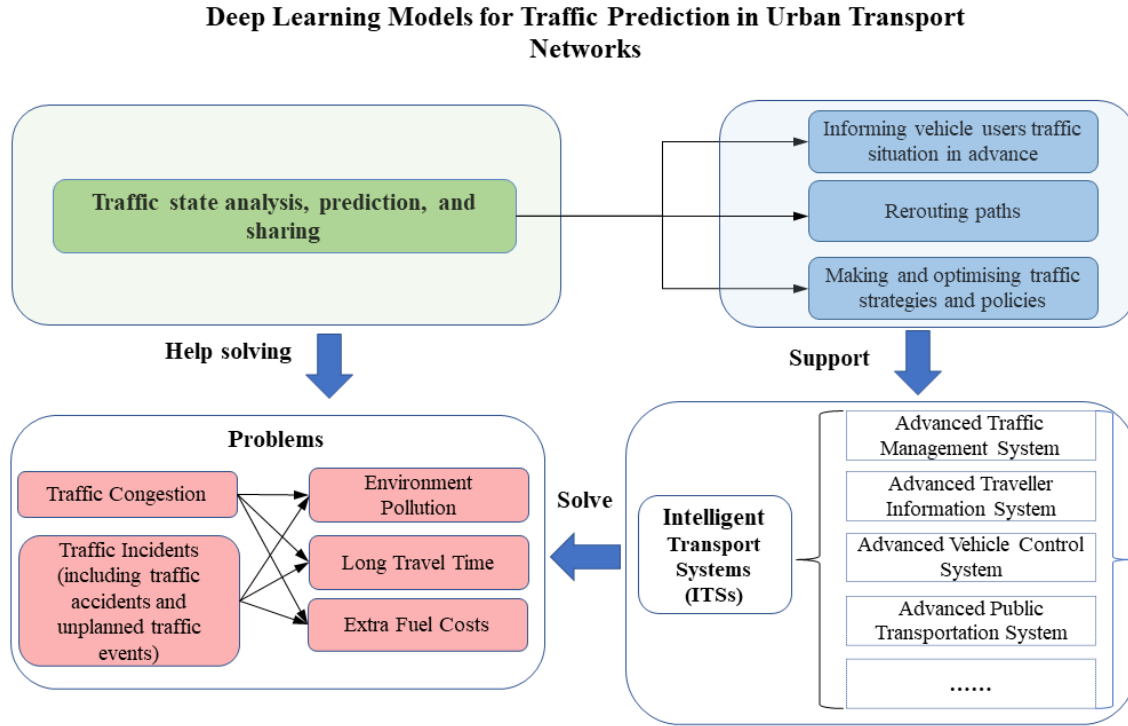 Deep Learning Models for Traffic Prediction in Urban Transport
Networks
Traffic state analysis, prediction, and
sharing
Informing vehicle users traffic
situation in advance
Rerouting paths
Making and optimising traffic
strategies and policies
Help solving
Support
Problems
Traffic Congestion
Traffic Incidents
(including traffic
accidents and
unplanned traffic
events)
Environment
Pollution
Long Travel Time
Extra Fuel Costs
Solve
Intelligent
Transport
Systems
(ITSs)
Advanced Traffic
Management System
Advanced Traveller
Information System
Advanced Vehicle Control
System
Advanced Public
Transportation System
......